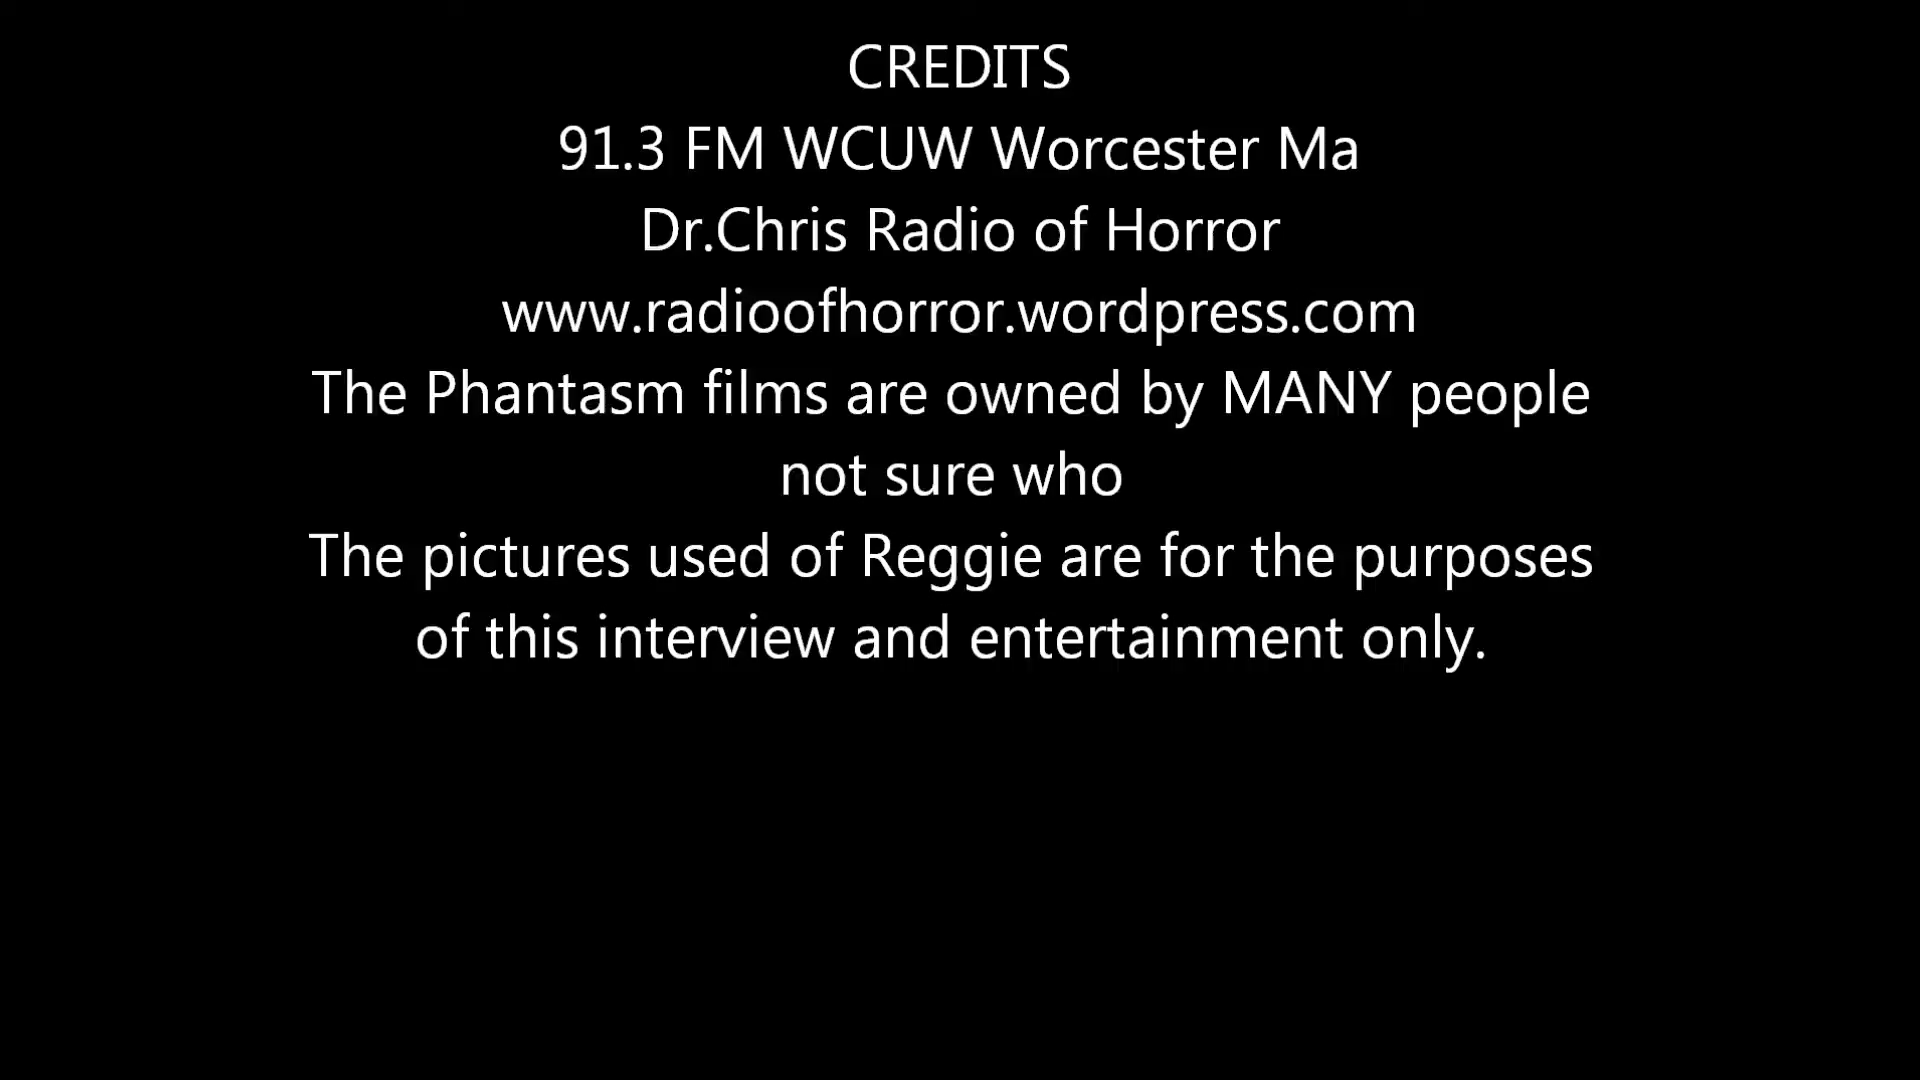 CREDITS
91.3 FM WCUW Worcester Ma
Dr.Chris Radio of Horror
www.radioofhorror.wordpress.com
The Phantasm films are owned by MANY people
not sure who
The pictures used of Reggie are for the purposes
of this interview and entertainment only.